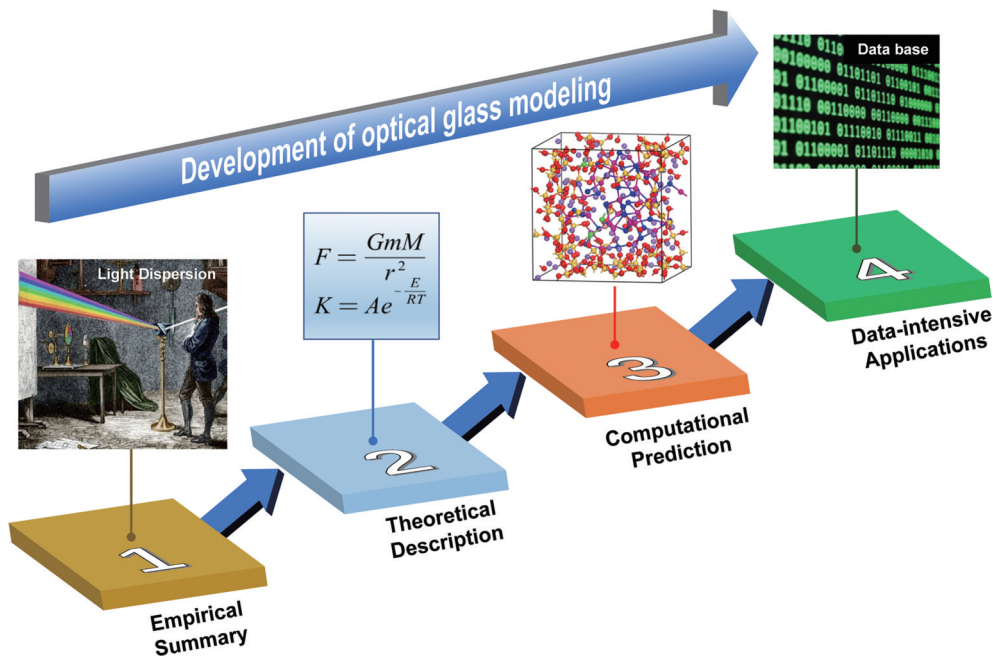 Development of optical glass modeling
Light Dispersion
1
Empirical
Summary
F = GmM / r²
K = Ae^(-E/RT)
2
Theoretical
Description
3
Computational
Prediction
Data base
4
Data-intensive
Applications